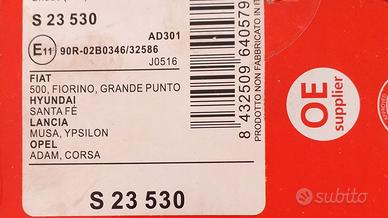 S 23 530
AD301
E11 90R-02B0346/32586
J0516
FIAT
500, FIORINO, GRANDE PUNTO
HYUNDAI
SANTA FÉ
LANCIA
MUSA, YPSILON
OPEL
ADAM, CORSA
S 23 530
8 432509 640579
PRODOTTO NON FABBRICATO IN
OE
supplier
subito